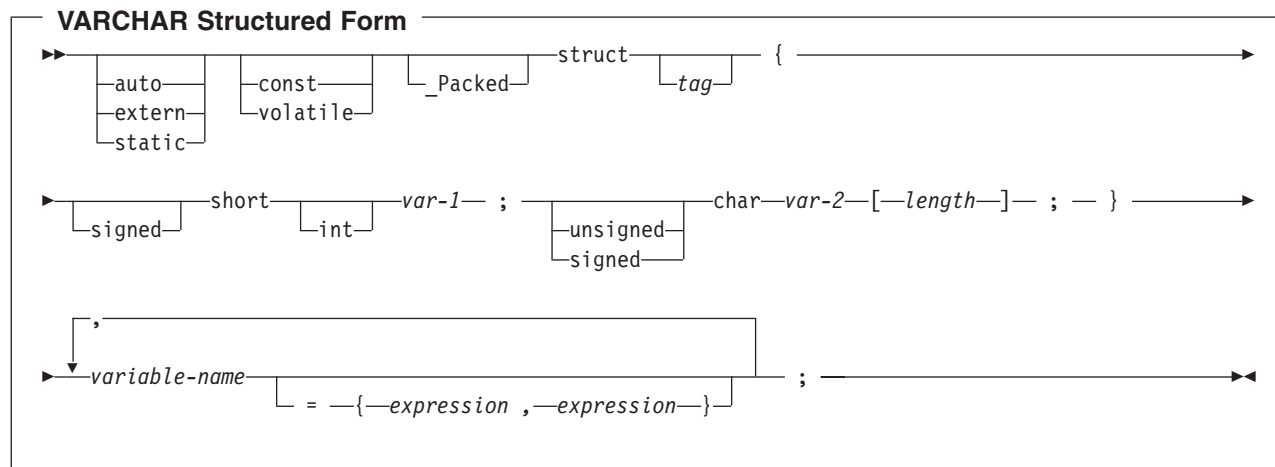 VARCHAR Structured Form
struct {
auto const _Packed tag
extern volatile
static
short var-1 ; char var-2 [ length ] ; }
signed int unsigned
signed
,
variable-name ;
= { expression , expression }